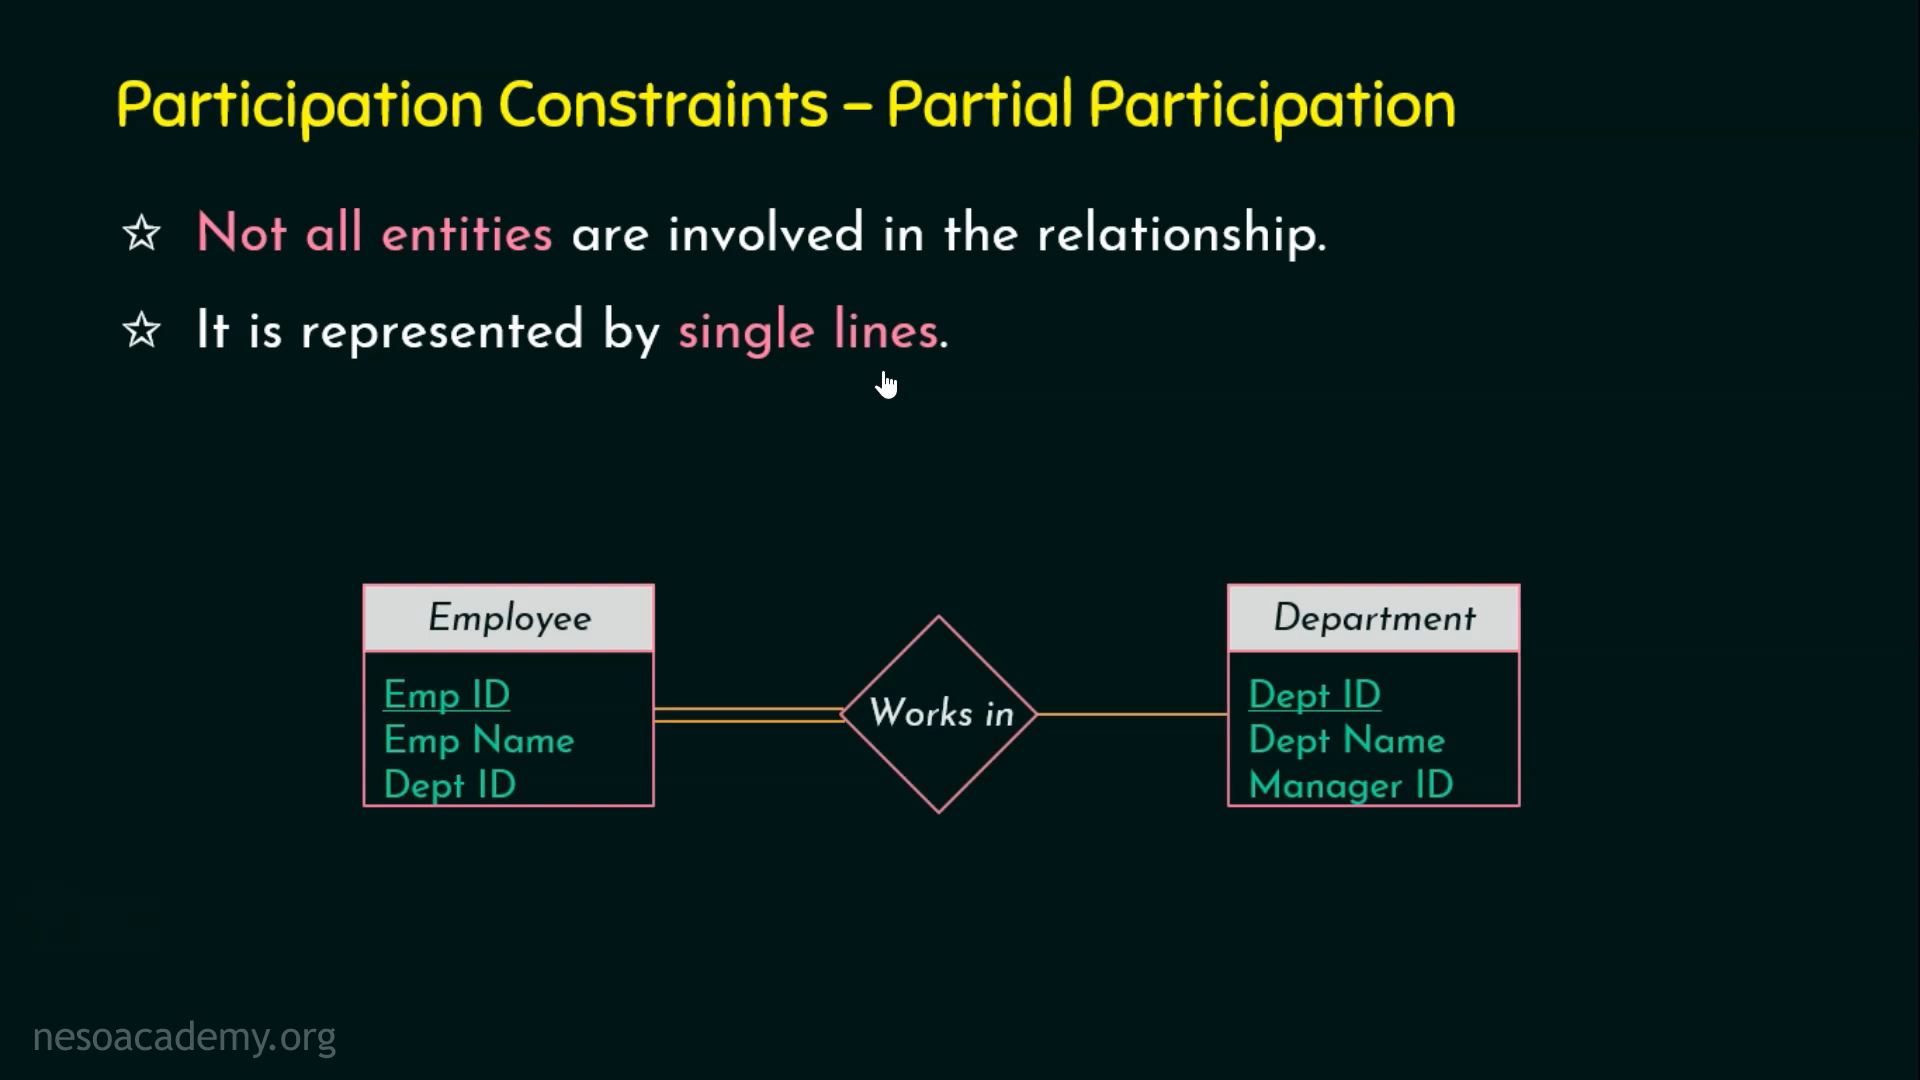 Participation Constraints – Partial Participation
☆ Not all entities are involved in the relationship.
☆ It is represented by single lines.
Employee
Emp ID
Emp Name
Dept ID
Works in
Department
Dept ID
Dept Name
Manager ID
nesoacademy.org